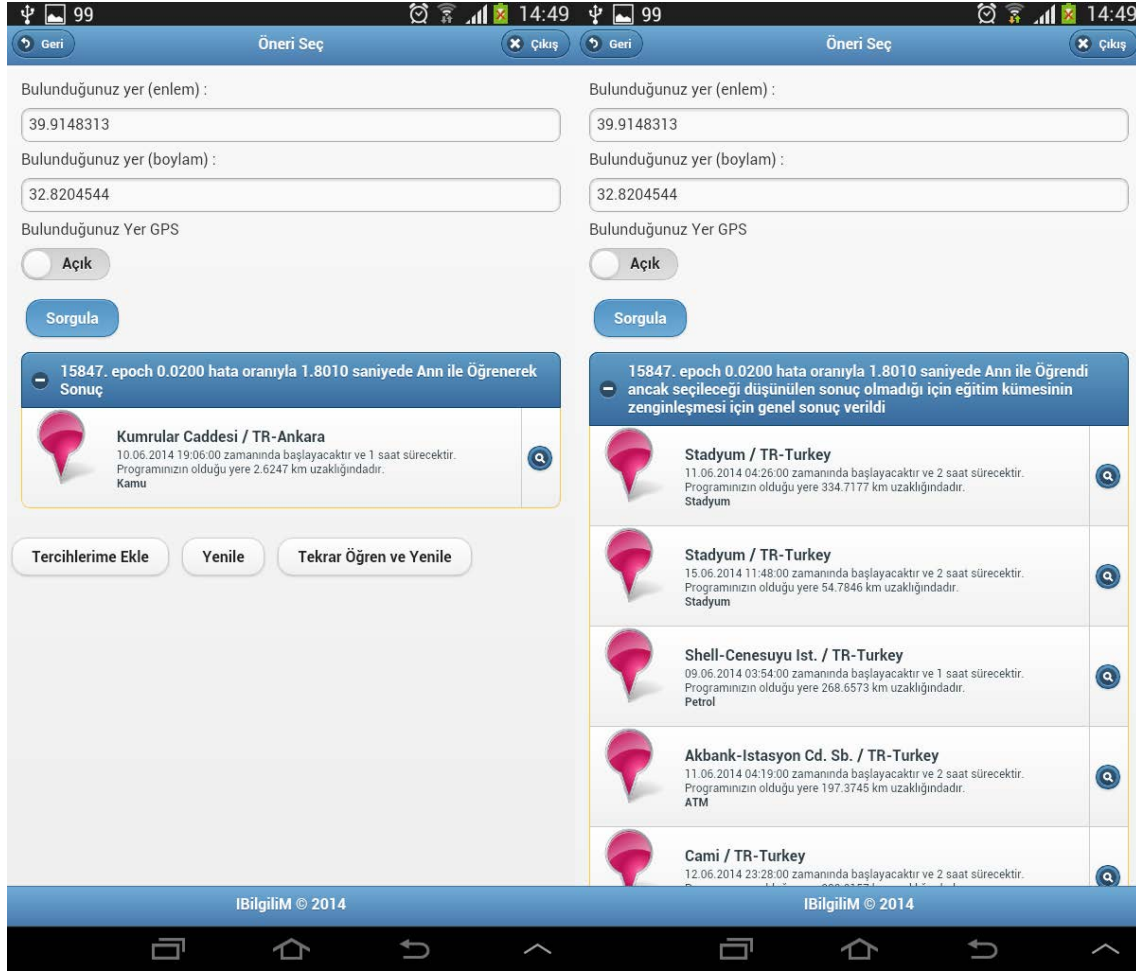 99
14:49
Geri
Öneri Seç
Çıkış
Bulunduğunuz yer (enlem) :
39.9148313
Bulunduğunuz yer (boylam) :
32.8204544
Bulunduğunuz Yer GPS
Açık
Sorgula
15847. epoch 0.0200 hata oranıyla 1.8010 saniyede Ann ile Öğrenerek
Sonuç
Kumrular Caddesi / TR-Ankara
10.06.2014 19:06:00 zamanında başlayacaktır ve 1 saat sürecektir.
Programınızın olduğu yere 2.6247 km uzaklığındadır.
Kamu
Tercihlerime Ekle
Yenile
Tekrar Öğren ve Yenile
IBilgiliM © 2014
99
14:49
Geri
Öneri Seç
Çıkış
Bulunduğunuz yer (enlem) :
39.9148313
Bulunduğunuz yer (boylam) :
32.8204544
Bulunduğunuz Yer GPS
Açık
Sorgula
15847. epoch 0.0200 hata oranıyla 1.8010 saniyede Ann ile Öğrendi
ancak seçileceği düşünülen sonuç olmadığı için eğitim kümesinin
zenginleşmesi için genel sonuç verildi
Stadyum / TR-Turkey
11.06.2014 04:26:00 zamanında başlayacaktır ve 2 saat sürecektir.
Programınızın olduğu yere 334.7177 km uzaklığındadır.
Stadyum
Stadyum / TR-Turkey
15.06.2014 11:48:00 zamanında başlayacaktır ve 2 saat sürecektir.
Programınızın olduğu yere 54.7846 km uzaklığındadır.
Stadyum
Shell-Cenesuyu Ist. / TR-Turkey
09.06.2014 03:54:00 zamanında başlayacaktır ve 1 saat sürecektir.
Programınızın olduğu yere 268.6573 km uzaklığındadır.
Petrol
Akbank-Istasyon Cd. Sb. / TR-Turkey
11.06.2014 04:19:00 zamanında başlayacaktır ve 2 saat sürecektir.
Programınızın olduğu yere 197.3745 km uzaklığındadır.
ATM
Cami / TR-Turkey
12.06.2014 23:28:00 zamanında başlayacaktır ve 2 saat sürecektir.
IBilgiliM © 2014